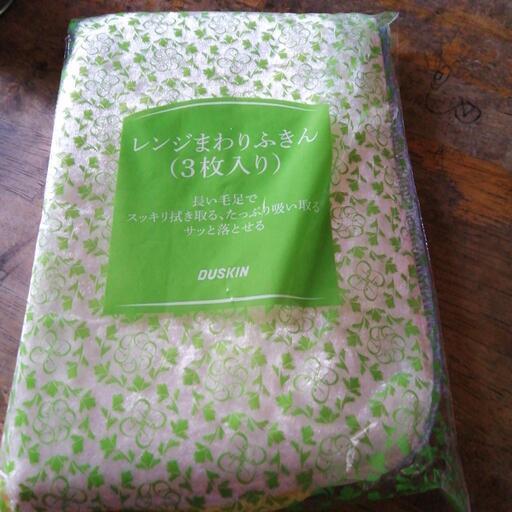 レンジまわりふきん
(3枚入り)
長い毛足で
スッキリ拭き取る、たっぷり吸い取る
サッと落とせる
DUSKIN